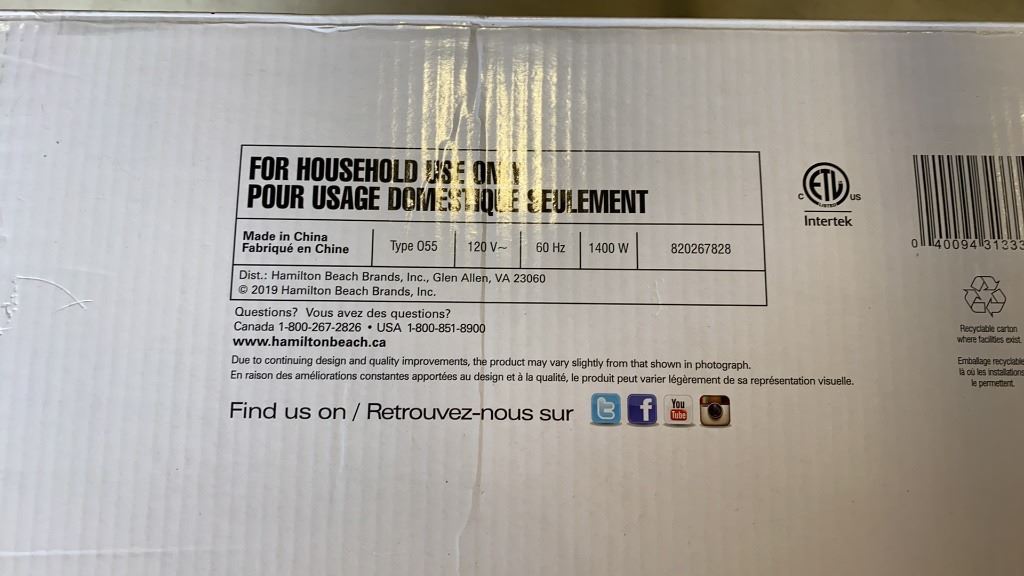 FOR HOUSEHOLD USE ONLY
POUR USAGE DOMESTIQUE SEULEMENT
Made in China
Fabriqué en Chine
Type O55
120 V~
60 Hz
1400 W
820267828
Dist.: Hamilton Beach Brands, Inc., Glen Allen, VA 23060
© 2019 Hamilton Beach Brands, Inc.
Questions? Vous avez des questions?
Canada 1-800-267-2826 • USA 1-800-851-8900
www.hamiltonbeach.ca
Due to continuing design and quality improvements, the product may vary slightly from that shown in photograph.
En raison des améliorations constantes apportées au design et à la qualité, le produit peut varier légèrement de sa représentation visuelle.
Find us on / Retrouvez-nous sur
t
f
You
Tube
C
ETL
LISTED
US
Intertek
0 40094 31333
Recyclable carton
where facilities exist.
Emballage recyclable
là où les installations
le permettent.